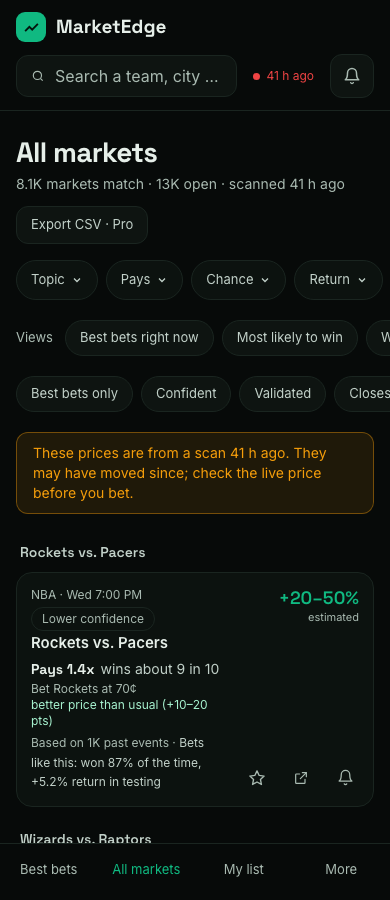 MarketEdge
Search a team, city ...
41 h ago
All markets
8.1K markets match · 13K open · scanned 41 h ago
Export CSV · Pro
Topic
Pays
Chance
Return
Views
Best bets right now
Most likely to win
Best bets only
Confident
Validated
Closes
These prices are from a scan 41 h ago. They
may have moved since; check the live price
before you bet.
Rockets vs. Pacers
NBA · Wed 7:00 PM
+20–50%
estimated
Lower confidence
Rockets vs. Pacers
Pays 1.4x wins about 9 in 10
Bet Rockets at 70¢
better price than usual (+10–20
pts)
Based on 1K past events · Bets
like this: won 87% of the time,
+5.2% return in testing
Wizards vs. Raptors
Best bets
All markets
My list
More